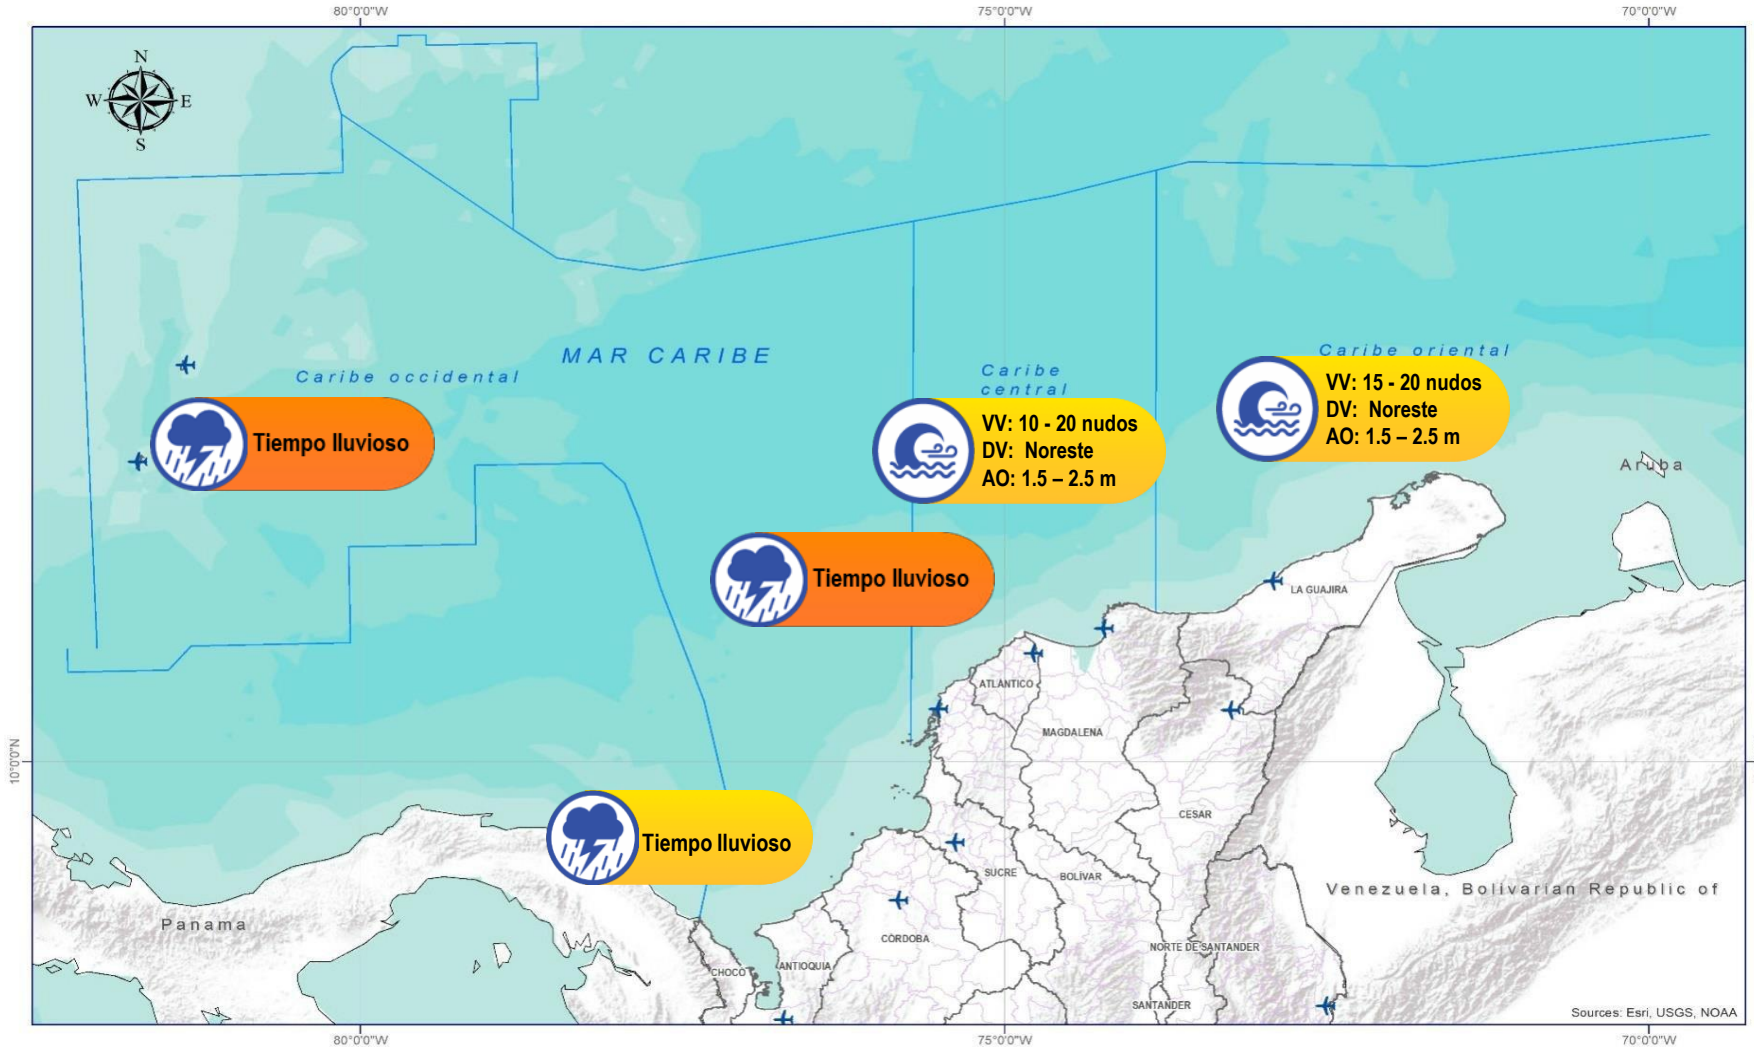 80°0'0"W
75°0'0"W
70°0'0"W
N
W
E
S
MAR CARIBE
Caribe occidental
Caribe
central
Caribe oriental
VV: 15 - 20 nudos
DV: Noreste
AO: 1.5 – 2.5 m
VV: 10 - 20 nudos
DV: Noreste
AO: 1.5 – 2.5 m
Tiempo lluvioso
Aruba
Tiempo lluvioso
LA GUAJIRA
ATLÁNTICO
MAGDALENA
10°0'0"N
CESAR
Tiempo lluvioso
SUCRE
BOLÍVAR
Venezuela, Bolivarian Republic of
Panama
CÓRDOBA
NORTE DE SANTANDER
CHOCÓ
ANTIOQUIA
SANTANDER
Sources: Esri, USGS, NOAA
80°0'0"W
75°0'0"W
70°0'0"W